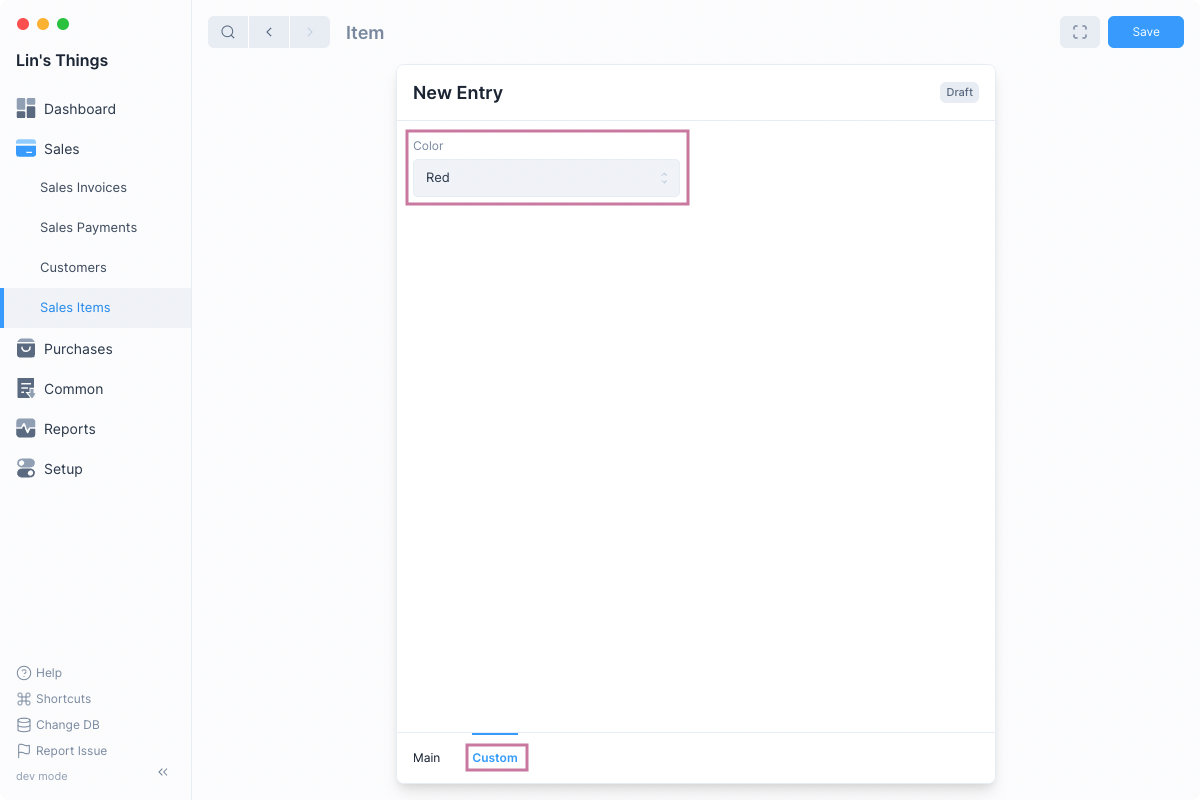 Lin's Things
Dashboard
Sales
Sales Invoices
Sales Payments
Customers
Sales Items
Purchases
Common
Reports
Setup
Help
Shortcuts
Change DB
Report Issue
dev mode
Item
Save
New Entry
Draft
Color
Red
Main
Custom